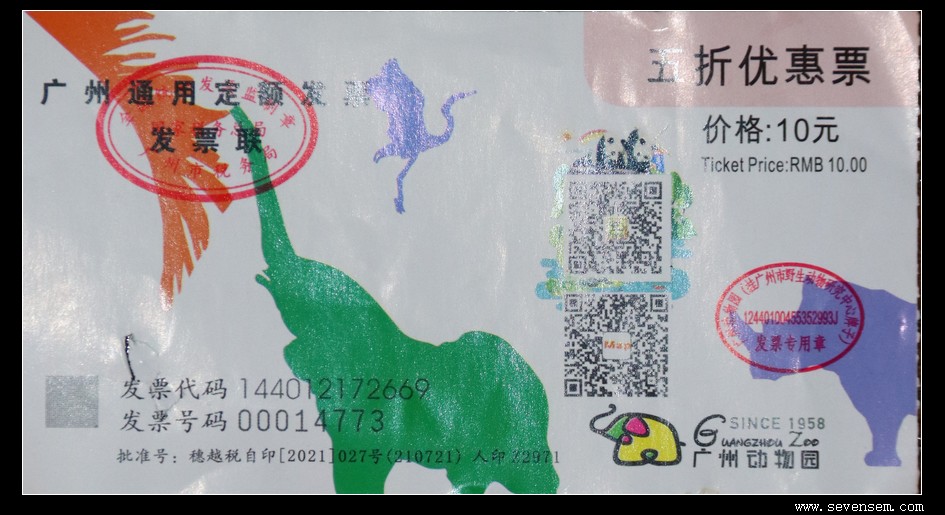 五折优惠票
广州通用定额发票
发票联
价格:10元
Ticket Price:RMB 10.00
Map
12440100455352993J
发票专用章
发票代码 144012172669
发票号码 00014773
批准号: 穗越税自印[2021]027号(210721) 人印 Z2971
SINCE 1958
GUANGZHOU ZOO
广州动物园
www.sevensem.com